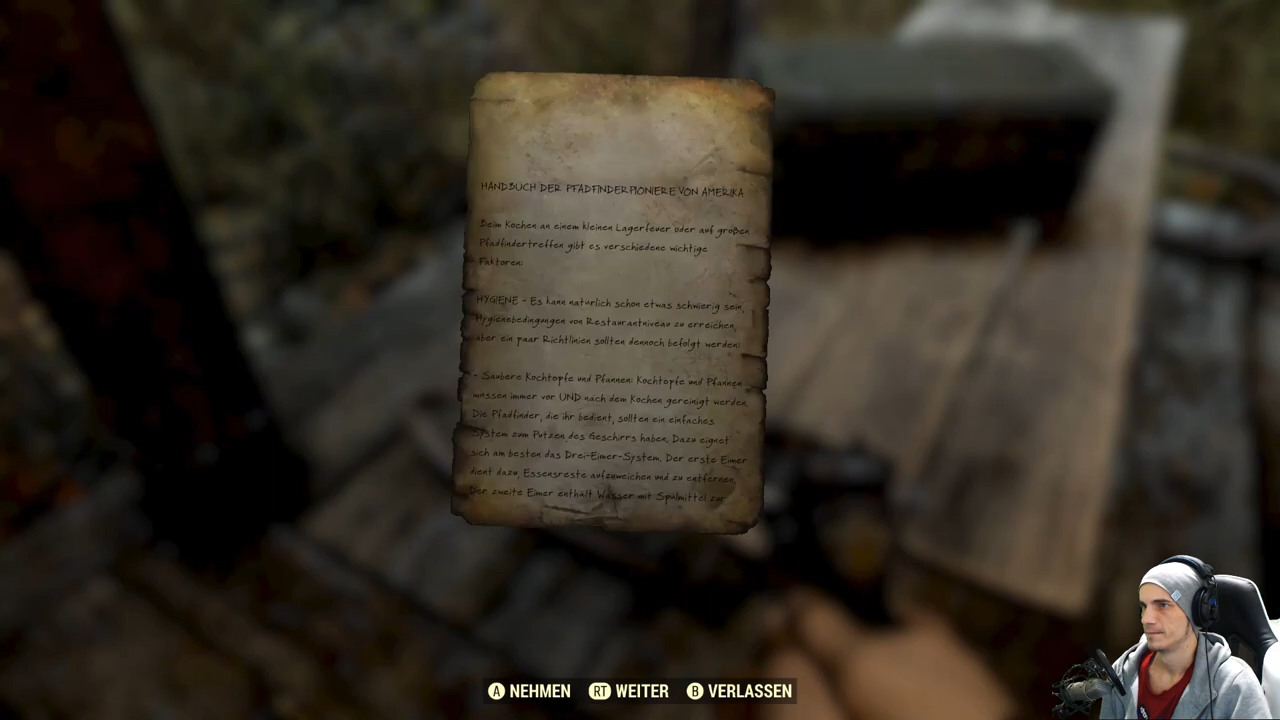 HANDBUCH DER PFADFINDERPIONIERE VON AMERIKA
Beim Kochen an einem kleinen Lagerfeuer oder auf großen
Pfadfindertreffen gibt es verschiedene wichtige
Faktoren:
HYGIENE - Es kann natürlich schon etwas schwierig sein,
Hygienebedingungen von Restaurantniveau zu erreichen,
aber ein paar Richtlinien sollten dennoch befolgt werden:
- Saubere Kochtöpfe und Pfannen: Kochtöpfe und Pfannen
müssen immer vor UND nach dem Kochen gereinigt werden.
Die Pfadfinder, die ihr bedient, sollten ein einfaches
System zum Putzen des Geschirrs haben. Dazu eignet
sich am besten das Drei-Eimer-System. Der erste Eimer
dient dazu, Essensreste aufzuweichen und zu entfernen.
Der zweite Eimer enthält Wasser mit Spülmittel zur
A NEHMEN RT WEITER B VERLASSEN